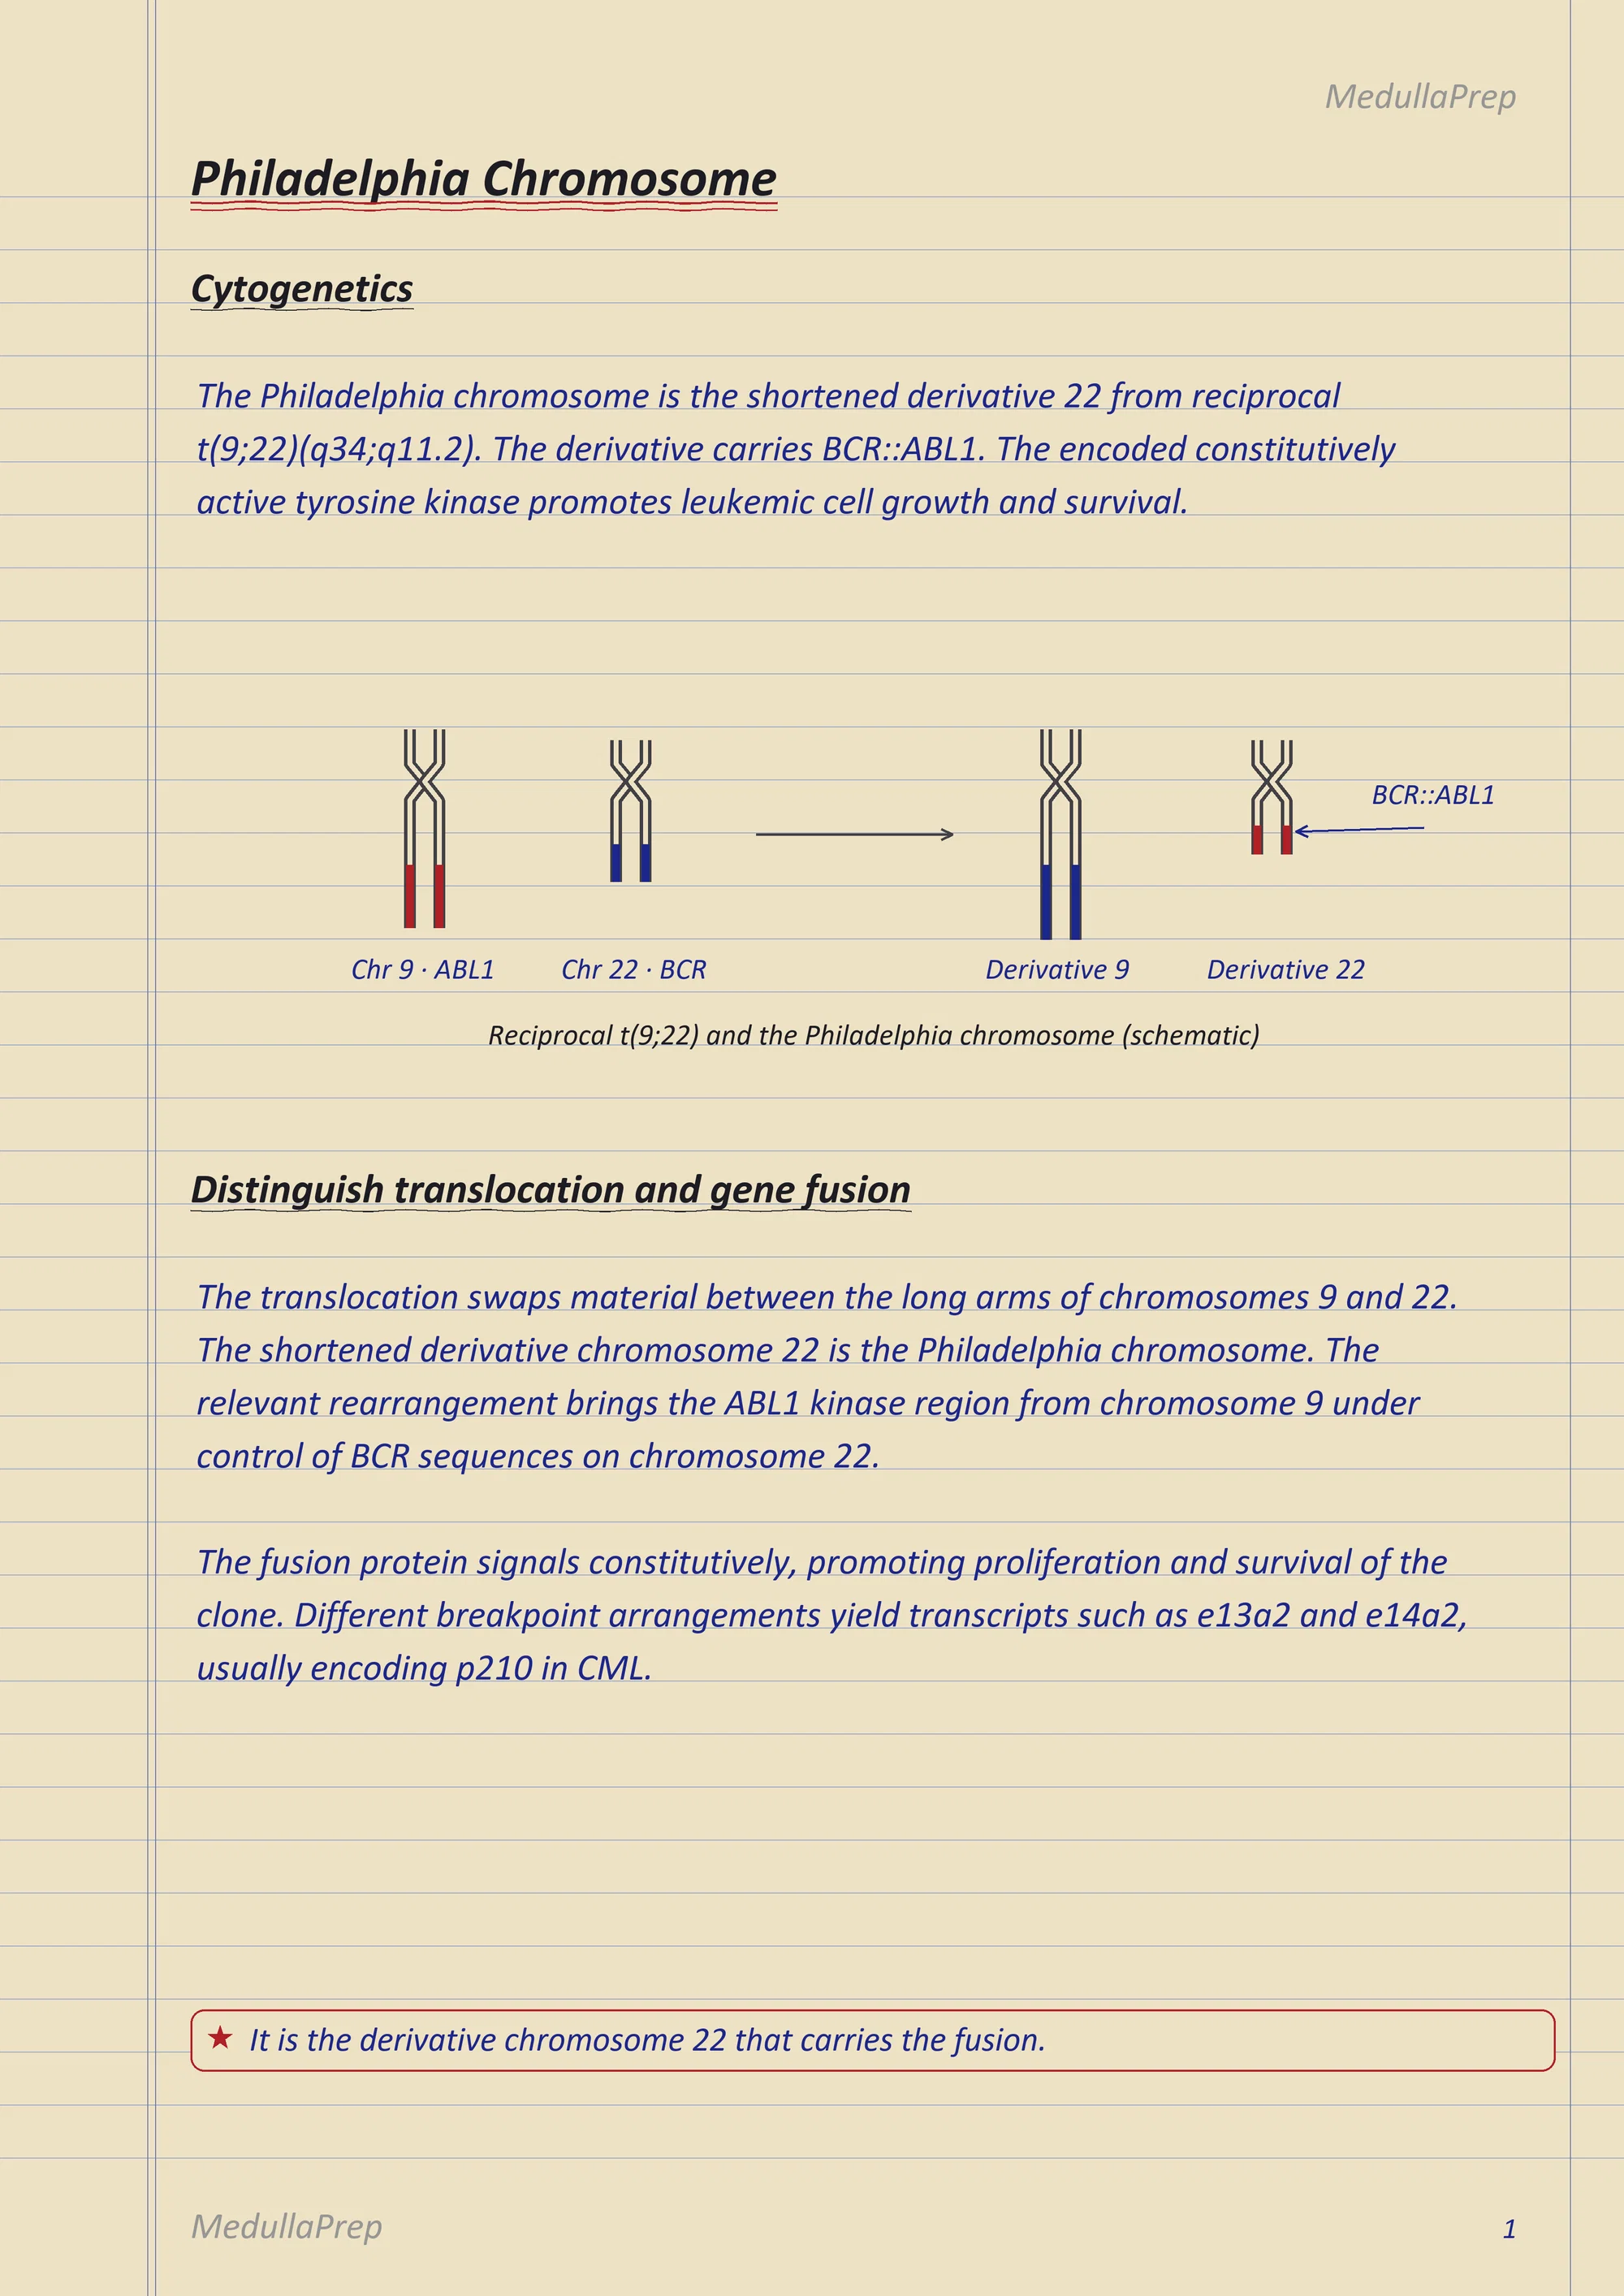 MedullaPrep
Philadelphia Chromosome
Cytogenetics
The Philadelphia chromosome is the shortened derivative 22 from reciprocal
t(9;22)(q34;q11.2). The derivative carries BCR::ABL1. The encoded constitutively
active tyrosine kinase promotes leukemic cell growth and survival.
BCR::ABL1
Chr 9 · ABL1
Chr 22 · BCR
Derivative 9
Derivative 22
Reciprocal t(9;22) and the Philadelphia chromosome (schematic)
Distinguish translocation and gene fusion
The translocation swaps material between the long arms of chromosomes 9 and 22.
The shortened derivative chromosome 22 is the Philadelphia chromosome. The
relevant rearrangement brings the ABL1 kinase region from chromosome 9 under
control of BCR sequences on chromosome 22.
The fusion protein signals constitutively, promoting proliferation and survival of the
clone. Different breakpoint arrangements yield transcripts such as e13a2 and e14a2,
usually encoding p210 in CML.
★ It is the derivative chromosome 22 that carries the fusion.
MedullaPrep
1